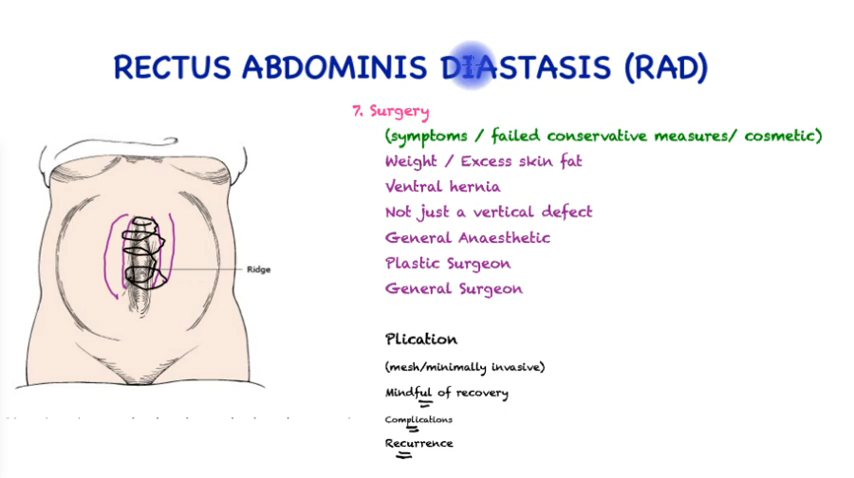 RECTUS ABDOMINIS DIASTASIS (RAD)
7. Surgery
(symptoms / failed conservative measures/ cosmetic)
Weight / Excess skin fat
Ventral hernia
Not just a vertical defect
General Anaesthetic
Plastic Surgeon
General Surgeon
Ridge
Plication
(mesh/minimally invasive)
Mindful of recovery
Complications
Recurrence